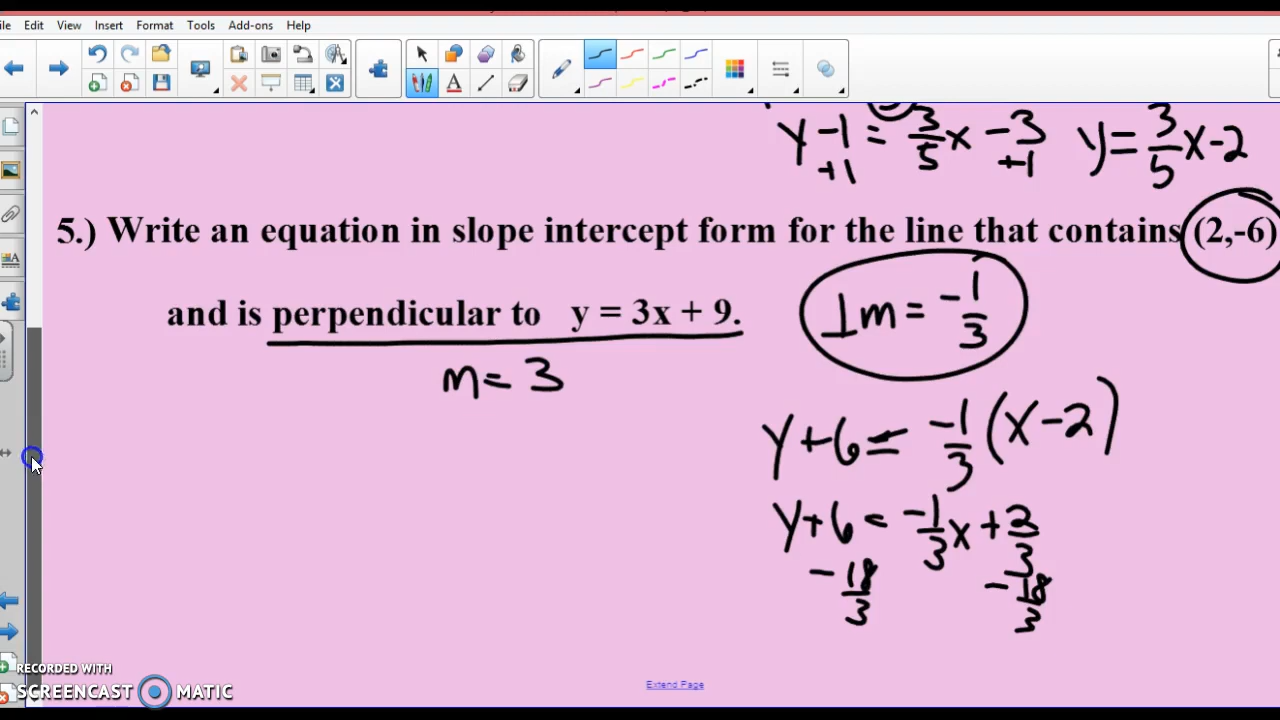 ile Edit View Insert Format Tools Add-ons Help
y-1 = 3/5 x - 3 y = 3/5 x - 2
+1 +1
5.) Write an equation in slope intercept form for the line that contains (2,-6)
and is perpendicular to y = 3x + 9. ⊥m = -1/3
m = 3
y+6 = -1/3 (x-2)
y+6 = -1/3 x + 2/3
- 18/3 - 18/3
RECORDED WITH
SCREENCAST MATIC
Extend Page